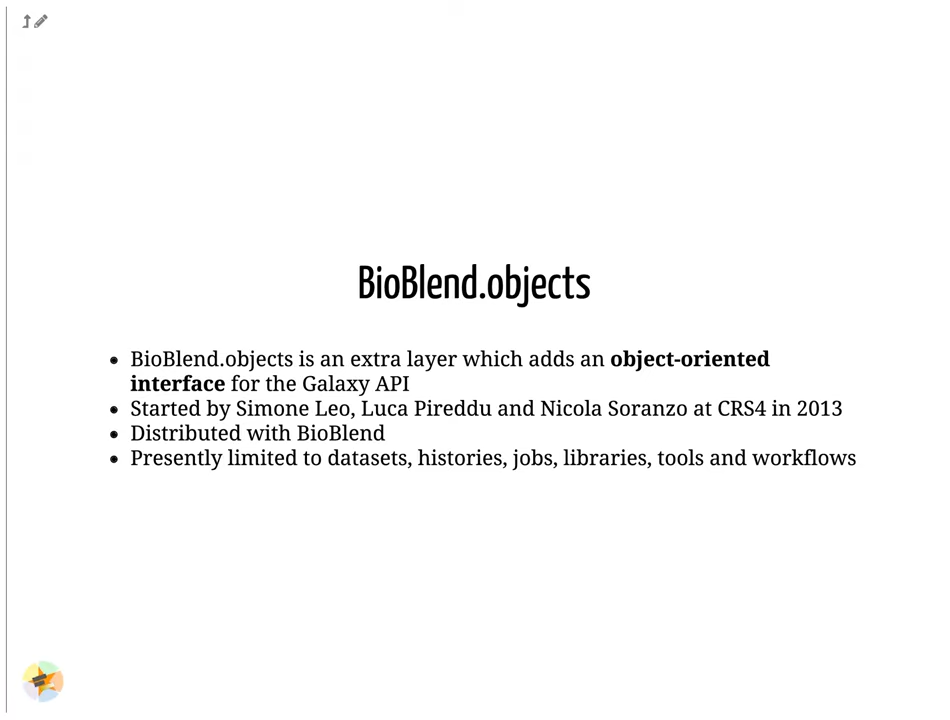 BioBlend.objects
BioBlend.objects is an extra layer which adds an object-oriented
interface for the Galaxy API
Started by Simone Leo, Luca Pireddu and Nicola Soranzo at CRS4 in 2013
Distributed with BioBlend
Presently limited to datasets, histories, jobs, libraries, tools and workflows